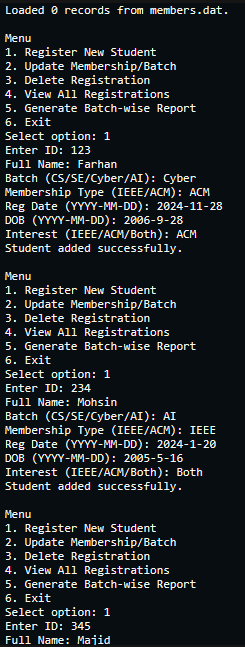 Loaded 0 records from members.dat.
Menu
1. Register New Student
2. Update Membership/Batch
3. Delete Registration
4. View All Registrations
5. Generate Batch-wise Report
6. Exit
Select option: 1
Enter ID: 123
Full Name: Farhan
Batch (CS/SE/Cyber/AI): Cyber
Membership Type (IEEE/ACM): ACM
Reg Date (YYYY-MM-DD): 2024-11-28
DOB (YYYY-MM-DD): 2006-9-28
Interest (IEEE/ACM/Both): ACM
Student added successfully.
Menu
1. Register New Student
2. Update Membership/Batch
3. Delete Registration
4. View All Registrations
5. Generate Batch-wise Report
6. Exit
Select option: 1
Enter ID: 234
Full Name: Mohsin
Batch (CS/SE/Cyber/AI): AI
Membership Type (IEEE/ACM): IEEE
Reg Date (YYYY-MM-DD): 2024-1-20
DOB (YYYY-MM-DD): 2005-5-16
Interest (IEEE/ACM/Both): Both
Student added successfully.
Menu
1. Register New Student
2. Update Membership/Batch
3. Delete Registration
4. View All Registrations
5. Generate Batch-wise Report
6. Exit
Select option: 1
Enter ID: 345
Full Name: Majid